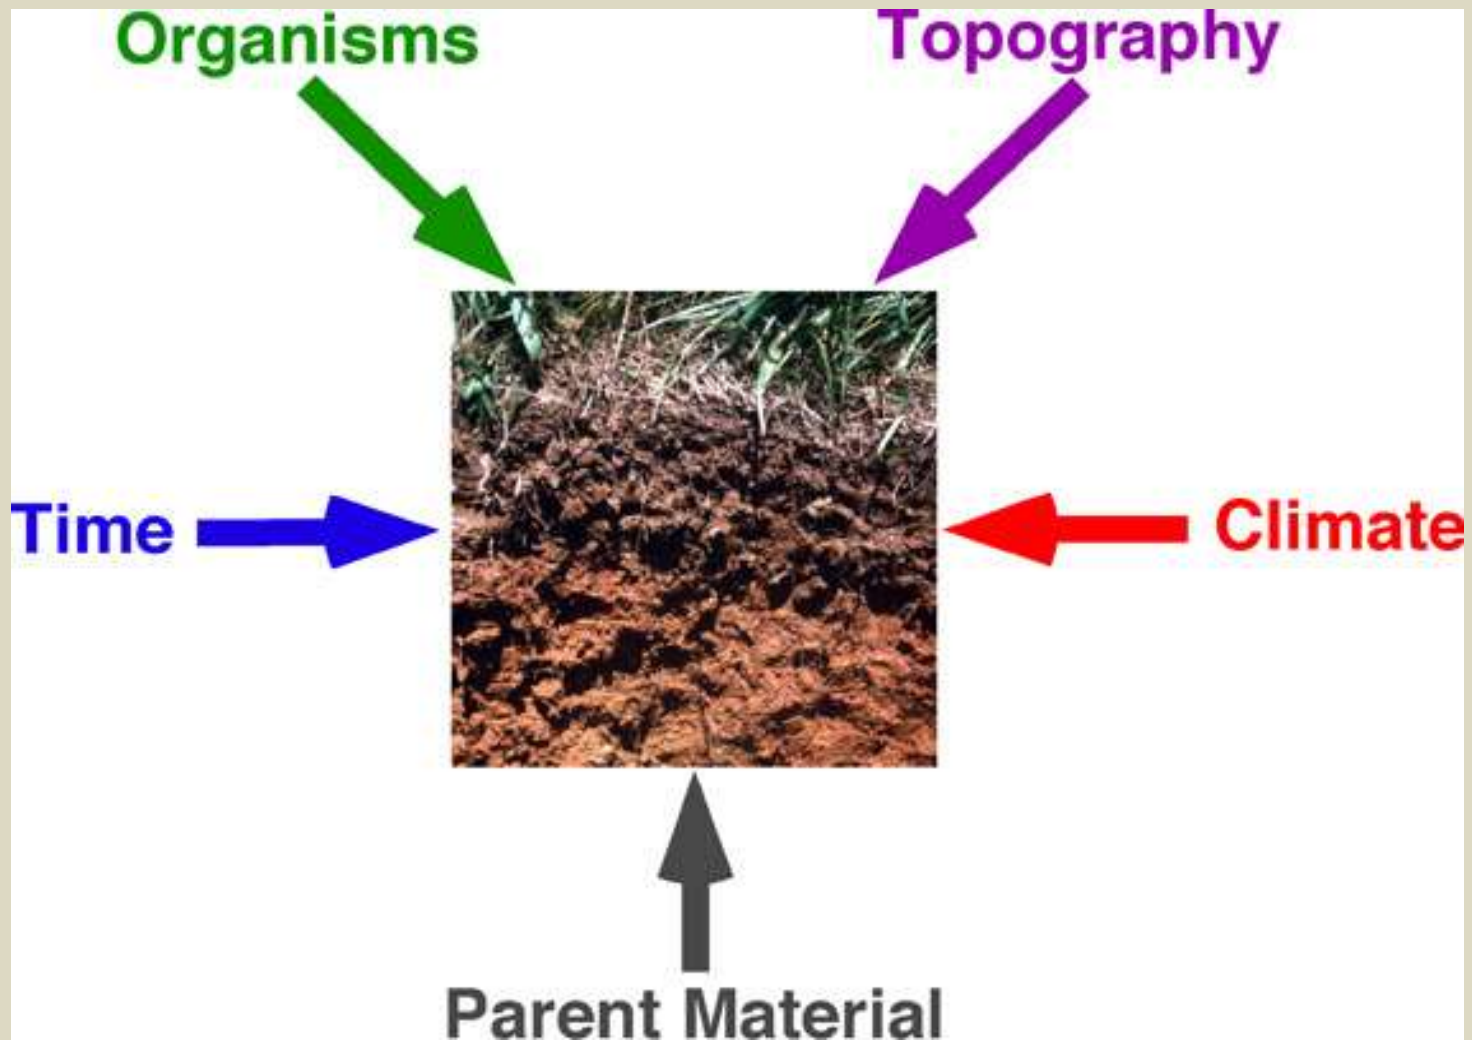 Organisms
Topography
Time
Climate
Parent Material